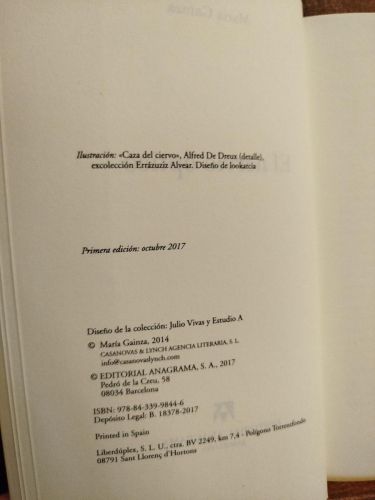 Ilustración: «Caza del ciervo», Alfred De Dreux (detalle),
excolección Errázuriz Alvear. Diseño de lookatcia
Primera edición: octubre 2017
Diseño de la colección: Julio Vivas y Estudio A
© María Gainza, 2014
CASANOVAS & LYNCH AGENCIA LITERARIA, S. L.
info@casanovaslynch.com
© EDITORIAL ANAGRAMA, S. A., 2017
Pedró de la Creu, 58
08034 Barcelona
ISBN: 978-84-339-9844-6
Depósito Legal: B. 18378-2017
Printed in Spain
Liberdúplex, S. L. U., ctra. BV 2249, km 7,4 - Polígono Torrentfondo
08791 Sant Llorenç d'Hortons